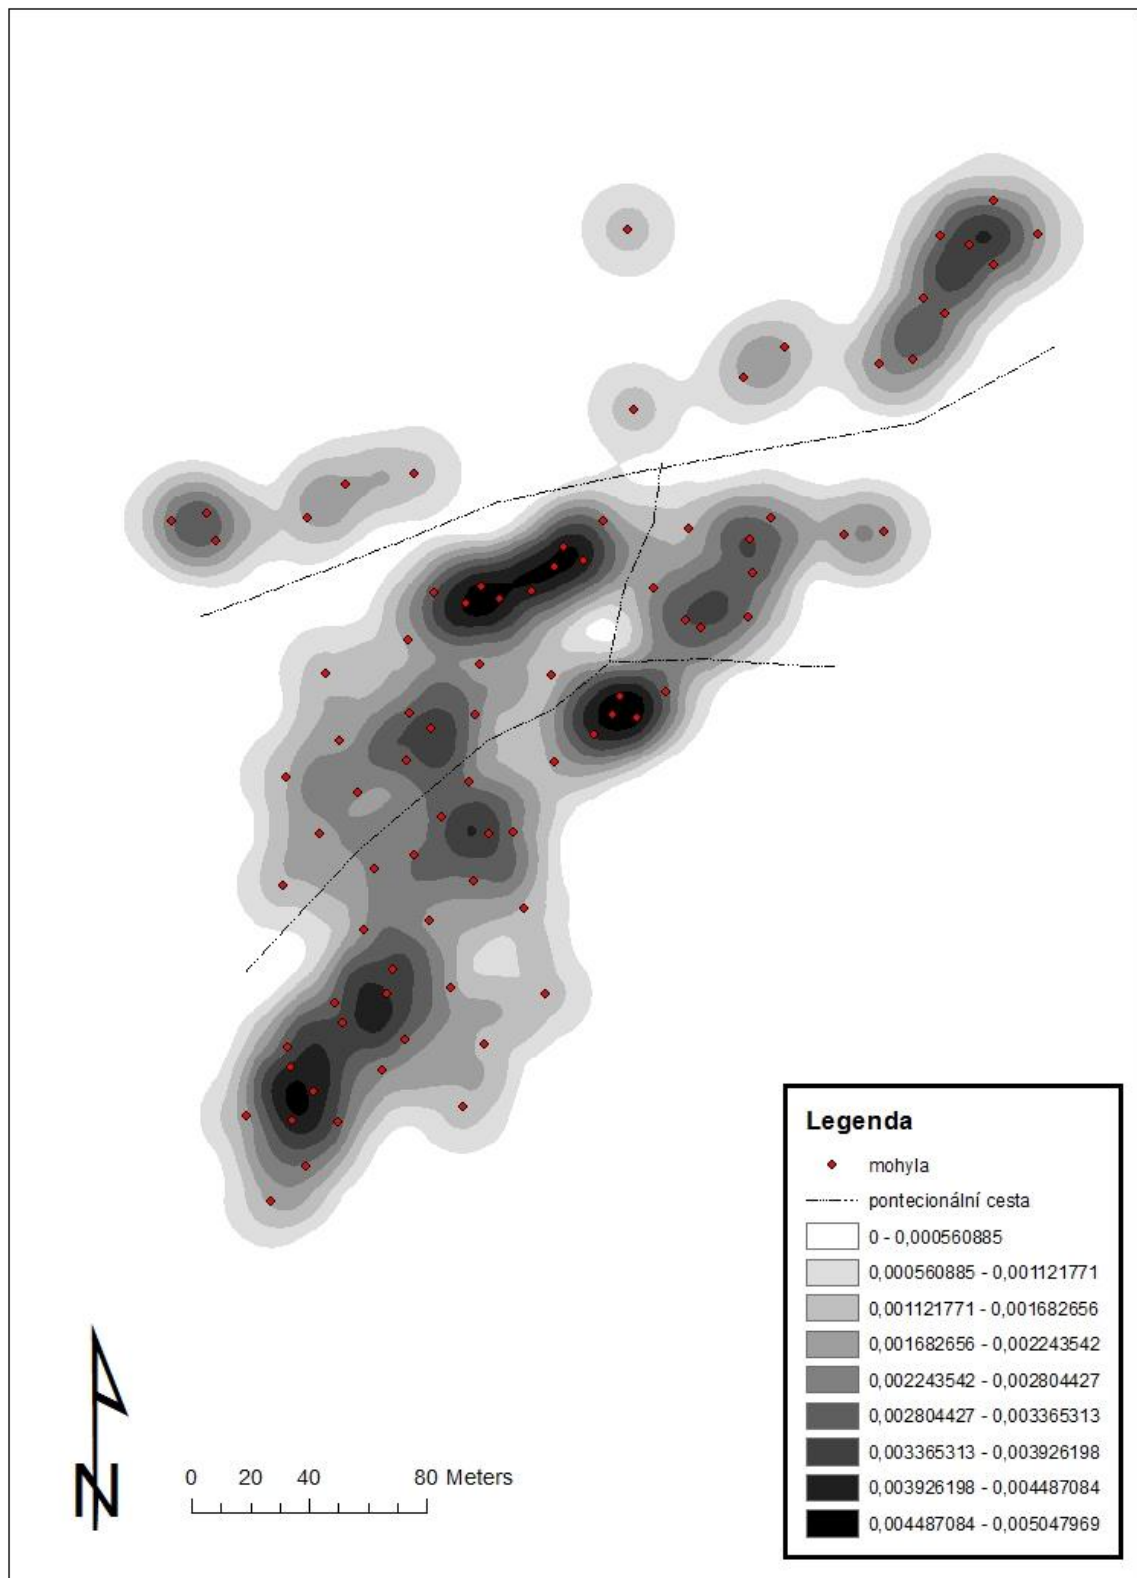 Legenda
mohyla
pontecionální cesta
0 - 0,000560885
0,000560885 - 0,001121771
0,001121771 - 0,001682656
0,001682656 - 0,002243542
0,002243542 - 0,002804427
0,002804427 - 0,003365313
0,003365313 - 0,003926198
0,003926198 - 0,004487084
0,004487084 - 0,005047969
N
0 20 40 80 Meters